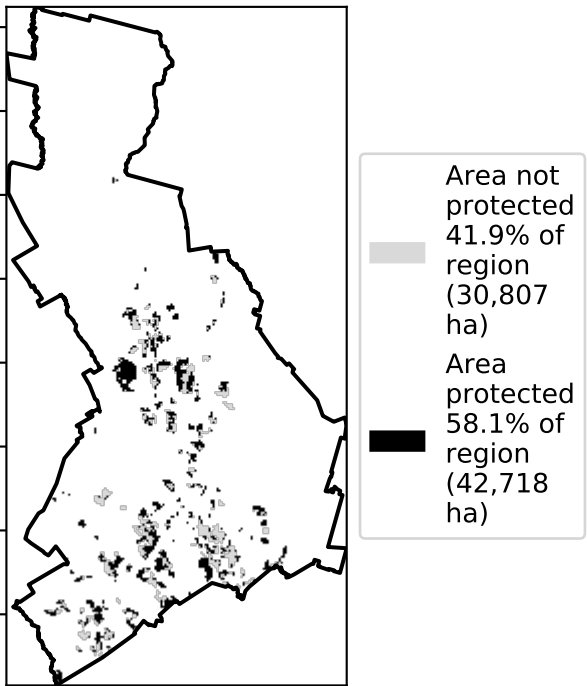 Area not
protected
41.9% of
region
(30,807
ha)
Area
protected
58.1% of
region
(42,718
ha)